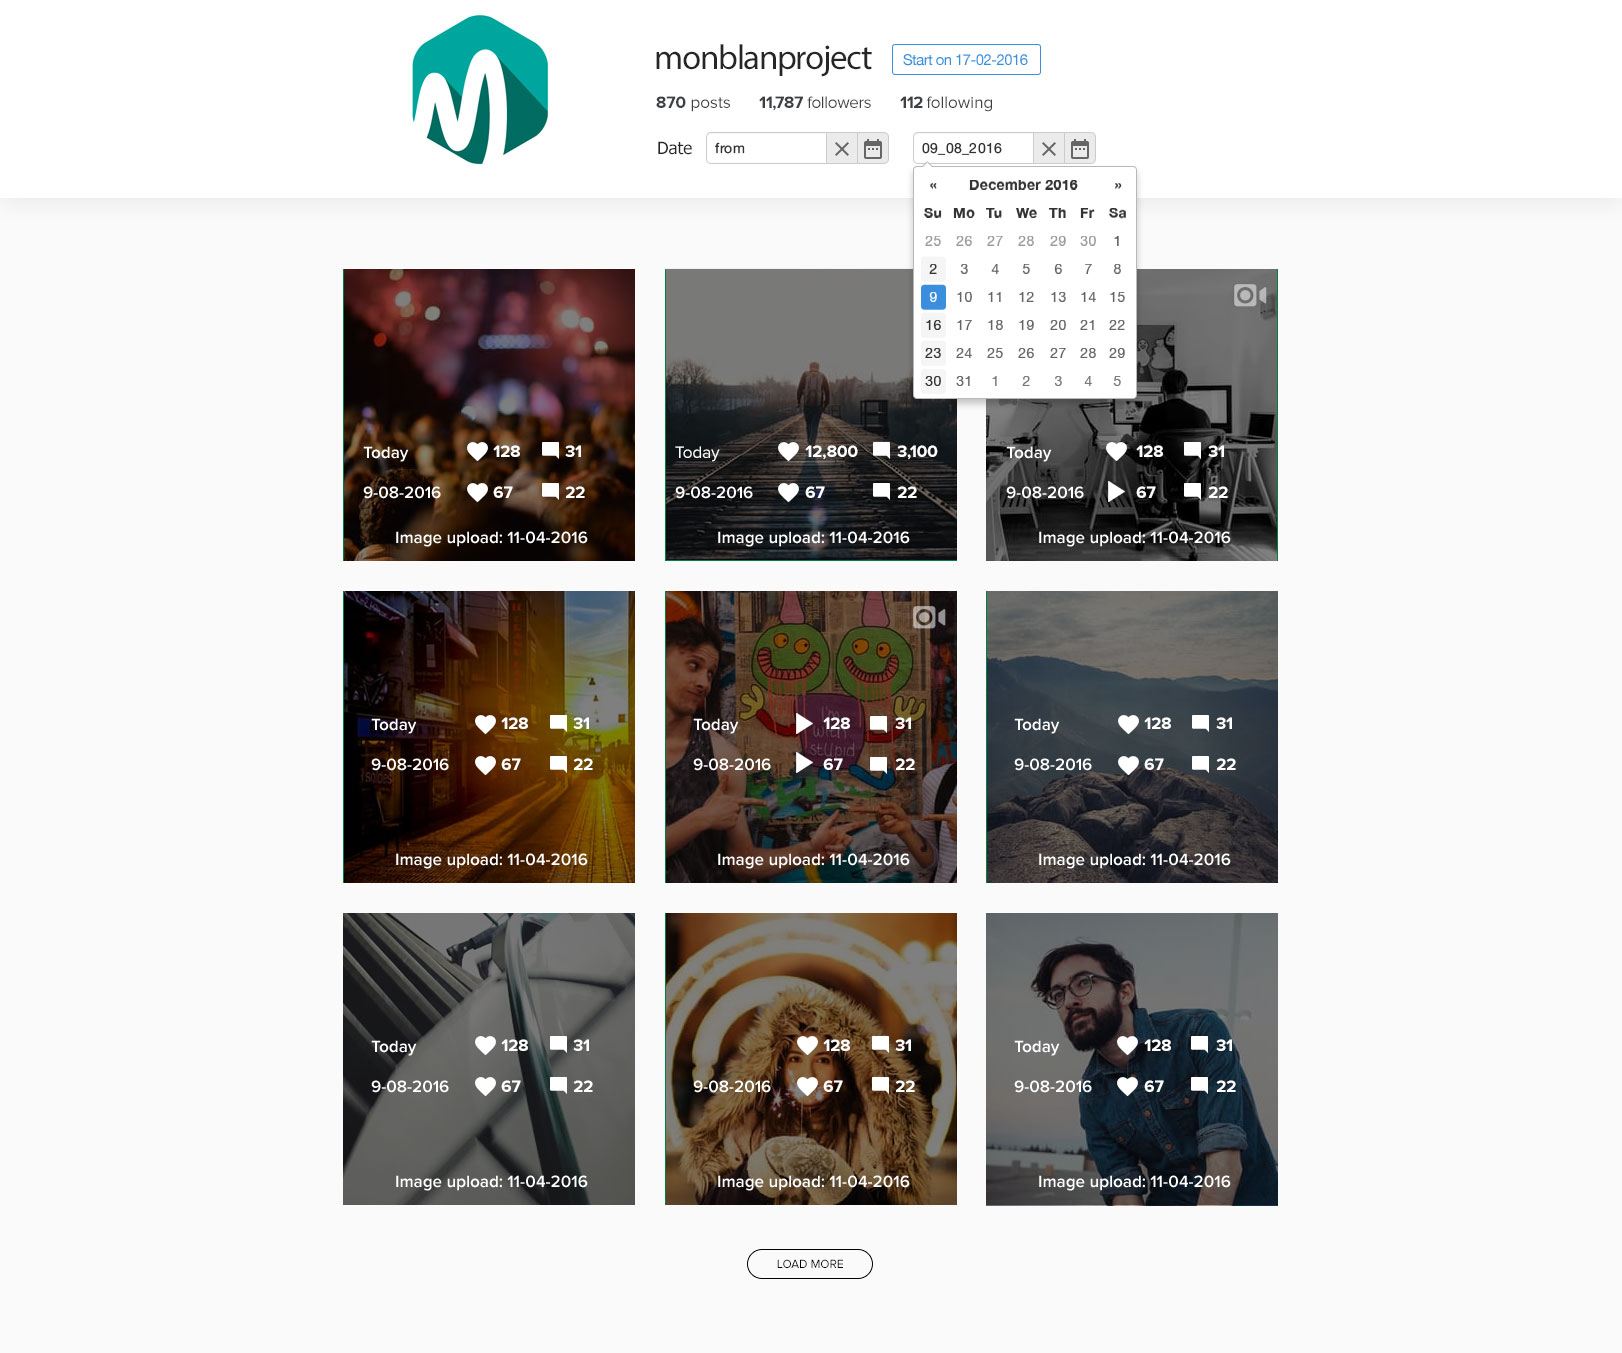 monblanproject
Start on 17-02-2016
870 posts 11,787 followers 112 following
Date from 09_08_2016
« December 2016 »
Su Mo Tu We Th Fr Sa
25 26 27 28 29 30 1
2 3 4 5 6 7 8
9 10 11 12 13 14 15
16 17 18 19 20 21 22
23 24 25 26 27 28 29
30 31 1 2 3 4 5
Today 128 31
9-08-2016 67 22
Image upload: 11-04-2016
Today 12,800 3,100
9-08-2016 67 22
Image upload: 11-04-2016
Today 128 31
9-08-2016 67 22
Image upload: 11-04-2016
Today 128 31
9-08-2016 67 22
Image upload: 11-04-2016
I'm
with
stupid
Today 128 31
9-08-2016 67 22
Image upload: 11-04-2016
Today 128 31
9-08-2016 67 22
Image upload: 11-04-2016
Today 128 31
9-08-2016 67 22
Image upload: 11-04-2016
128 31
9-08-2016 67 22
Image upload: 11-04-2016
Today 128 31
9-08-2016 67 22
Image upload: 11-04-2016
LOAD MORE